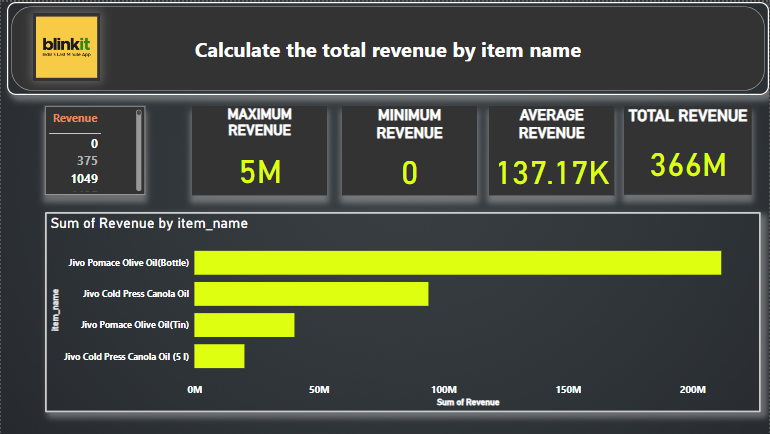 blinkit
Calculate the total revenue by item name
Revenue
0
375
1049
MAXIMUM
REVENUE
5M
MINIMUM
REVENUE
0
AVERAGE
REVENUE
137.17K
TOTAL REVENUE
366M
Sum of Revenue by item_name
item_name
Jivo Pomace Olive Oil(Bottle)
Jivo Cold Press Canola Oil
Jivo Pomace Olive Oil(Tin)
Jivo Cold Press Canola Oil (5 l)
0M 50M 100M 150M 200M
Sum of Revenue